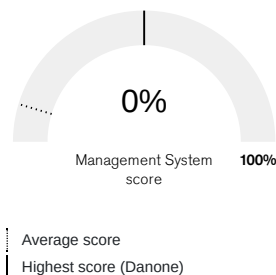 0%
Management System 100%
score
Average score
Highest score (Danone)